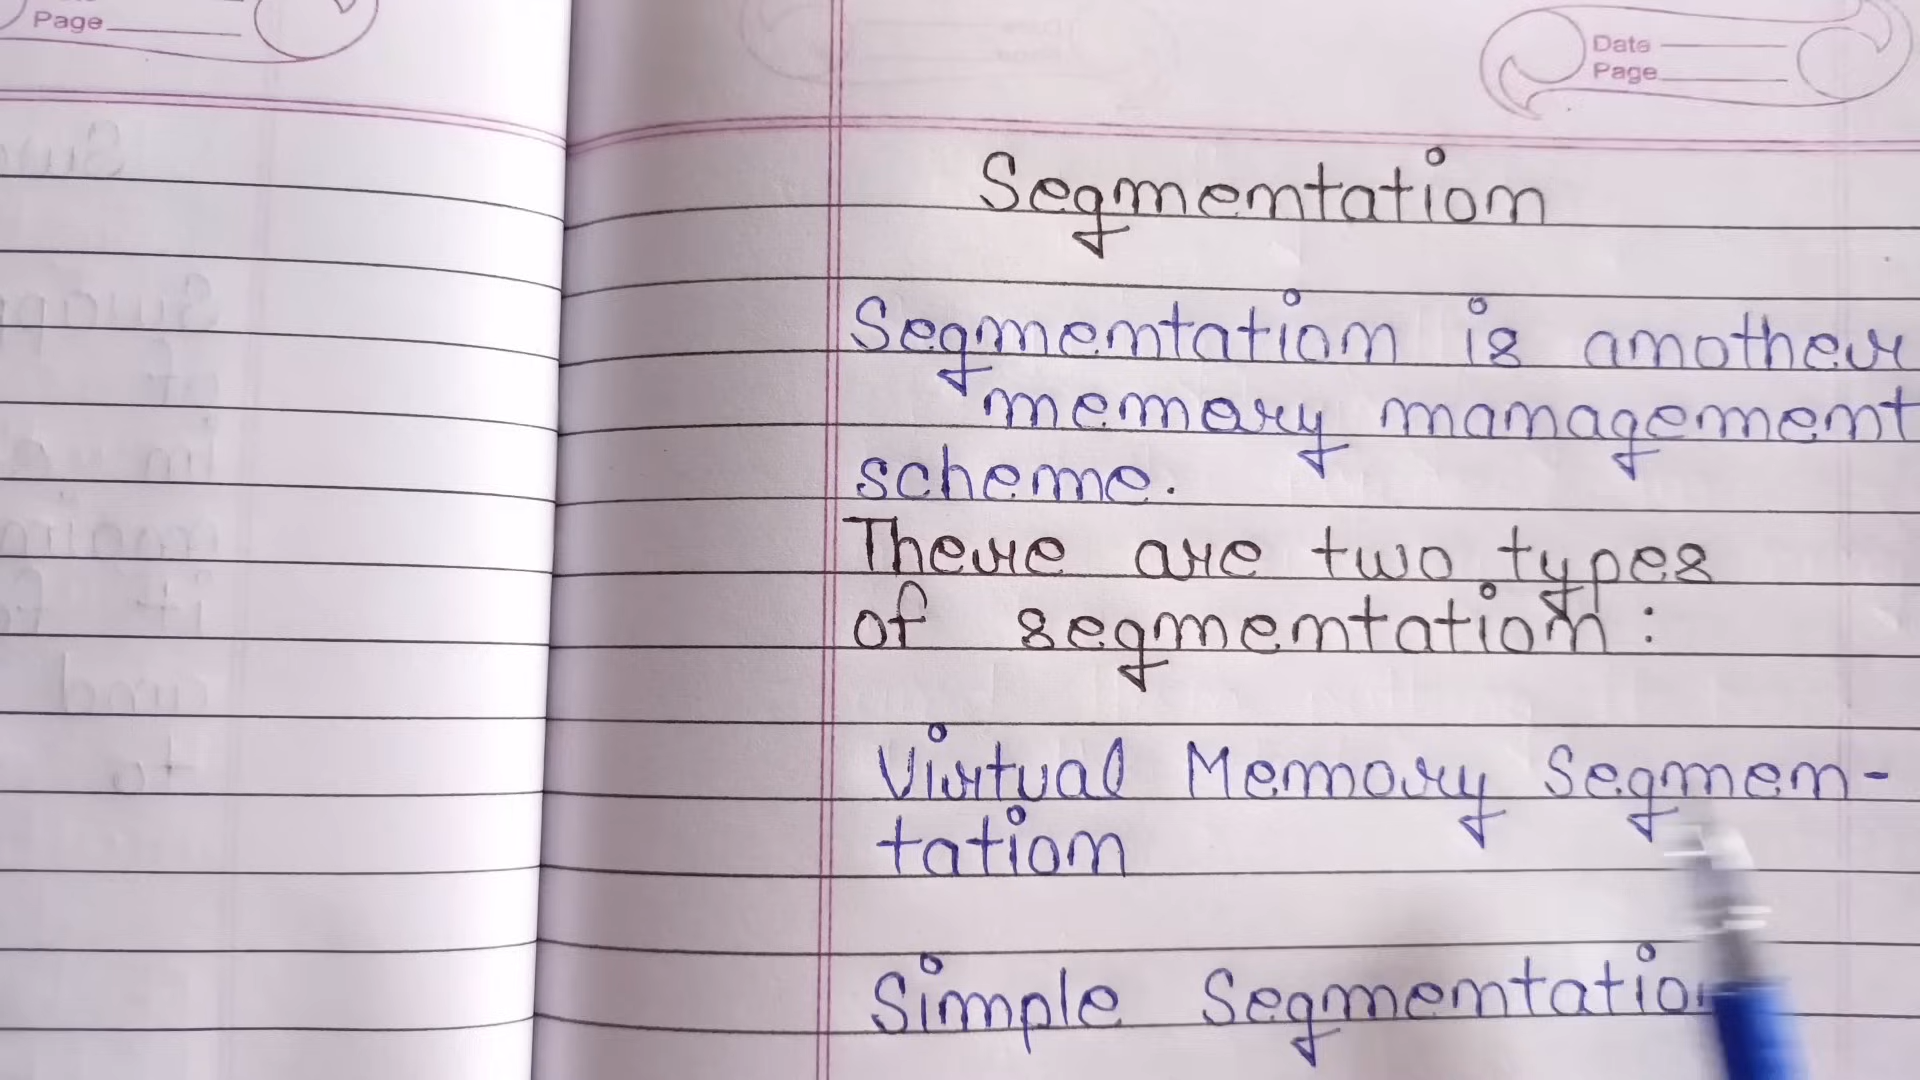 Page
Date
Page
Segmentation
Segmentation is another
memory management
scheme.
There are two types
of segmentation:
Virtual Memory Segmen-
tation
Simple Segmentation